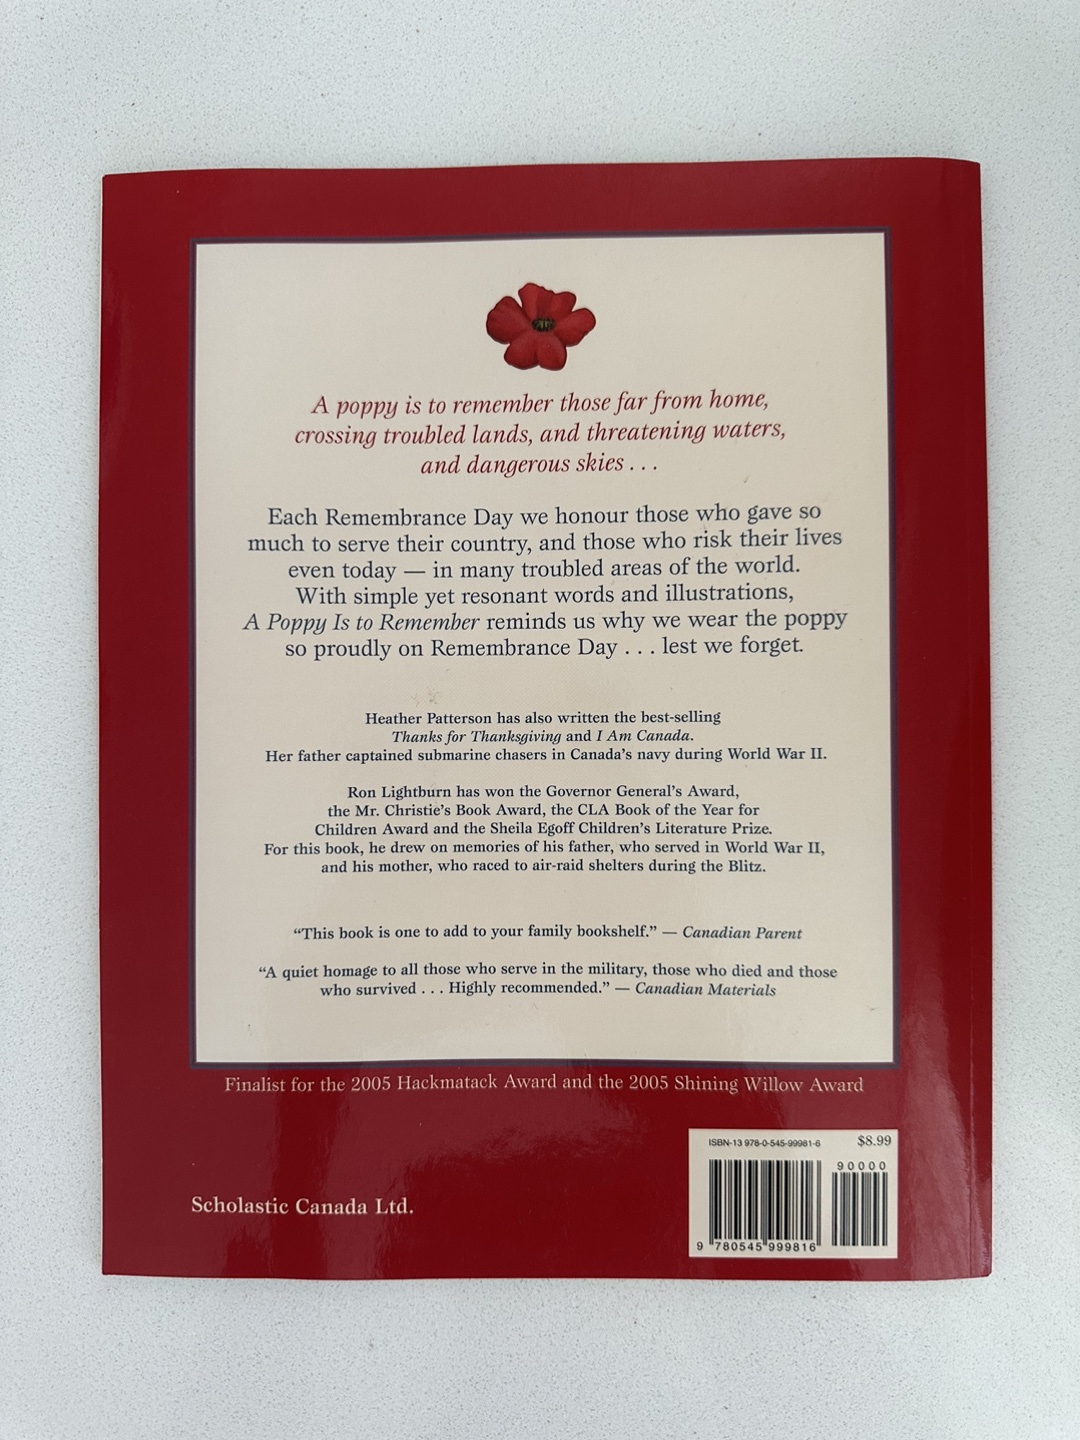 A poppy is to remember those far from home,
crossing troubled lands, and threatening waters,
and dangerous skies . . .
Each Remembrance Day we honour those who gave so
much to serve their country, and those who risk their lives
even today — in many troubled areas of the world.
With simple yet resonant words and illustrations,
A Poppy Is to Remember reminds us why we wear the poppy
so proudly on Remembrance Day . . . lest we forget.
Heather Patterson has also written the best-selling
Thanks for Thanksgiving and I Am Canada.
Her father captained submarine chasers in Canada's navy during World War II.
Ron Lightburn has won the Governor General's Award,
the Mr. Christie's Book Award, the CLA Book of the Year for
Children Award and the Sheila Egoff Children's Literature Prize.
For this book, he drew on memories of his father, who served in World War II,
and his mother, who raced to air-raid shelters during the Blitz.
“This book is one to add to your family bookshelf.” — Canadian Parent
“A quiet homage to all those who serve in the military, those who died and those
who survived . . . Highly recommended.” — Canadian Materials
Finalist for the 2005 Hackmatack Award and the 2005 Shining Willow Award
Scholastic Canada Ltd.
ISBN-13 978-0-545-99981-6 $8.99
90000
9 780545 999816